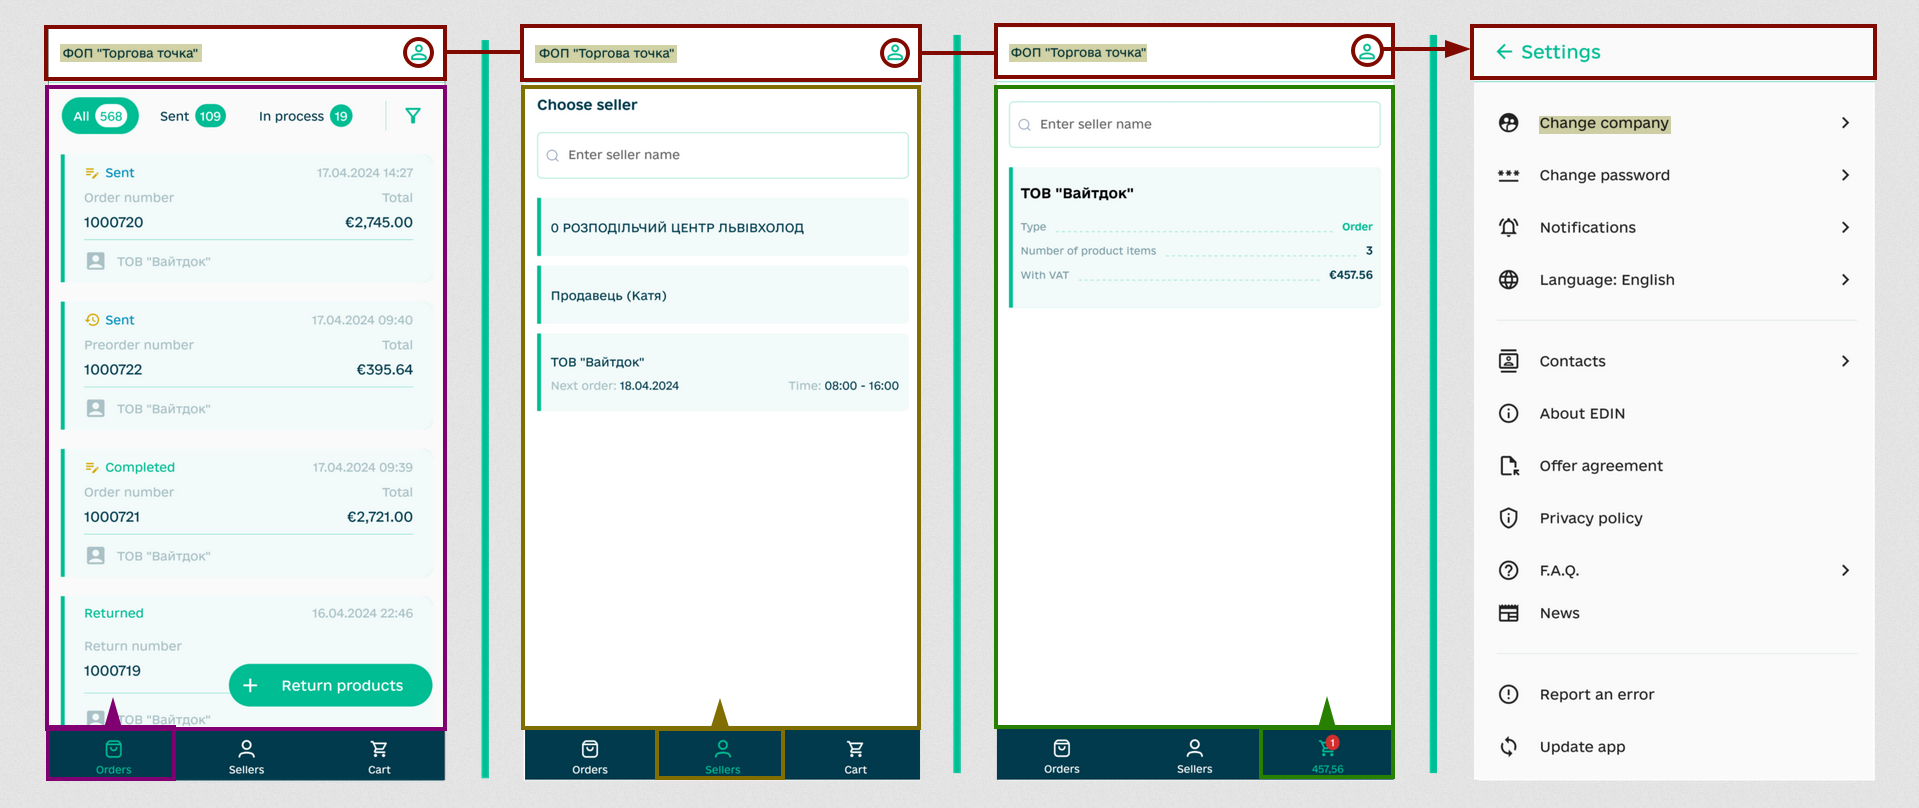 ФОП "Торгова точка"
All 568 Sent 109 In process 19
Sent 17.04.2024 14:27
Order number Total
1000720 €2,745.00
ТОВ "Вайтдок"
Sent 17.04.2024 09:40
Preorder number Total
1000722 €395.64
ТОВ "Вайтдок"
Completed 17.04.2024 09:39
Order number Total
1000721 €2,721.00
ТОВ "Вайтдок"
Returned 16.04.2024 22:46
Return number
1000719
Return products
ТОВ "Вайтдок"
Orders Sellers Cart
ФОП "Торгова точка"
Choose seller
Enter seller name
0 РОЗПОДІЛЬЧИЙ ЦЕНТР ЛЬВІВХОЛОД
Продавець (Катя)
ТОВ "Вайтдок"
Next order: 18.04.2024 Time: 08:00 - 16:00
Orders Sellers Cart
ФОП "Торгова точка"
Enter seller name
ТОВ "Вайтдок"
Type Order
Number of product items 3
With VAT €457.56
1
Orders Sellers 457,56
Settings
Change company
Change password
Notifications
Language: English
Contacts
About EDIN
Offer agreement
Privacy policy
F.A.Q.
News
Report an error
Update app